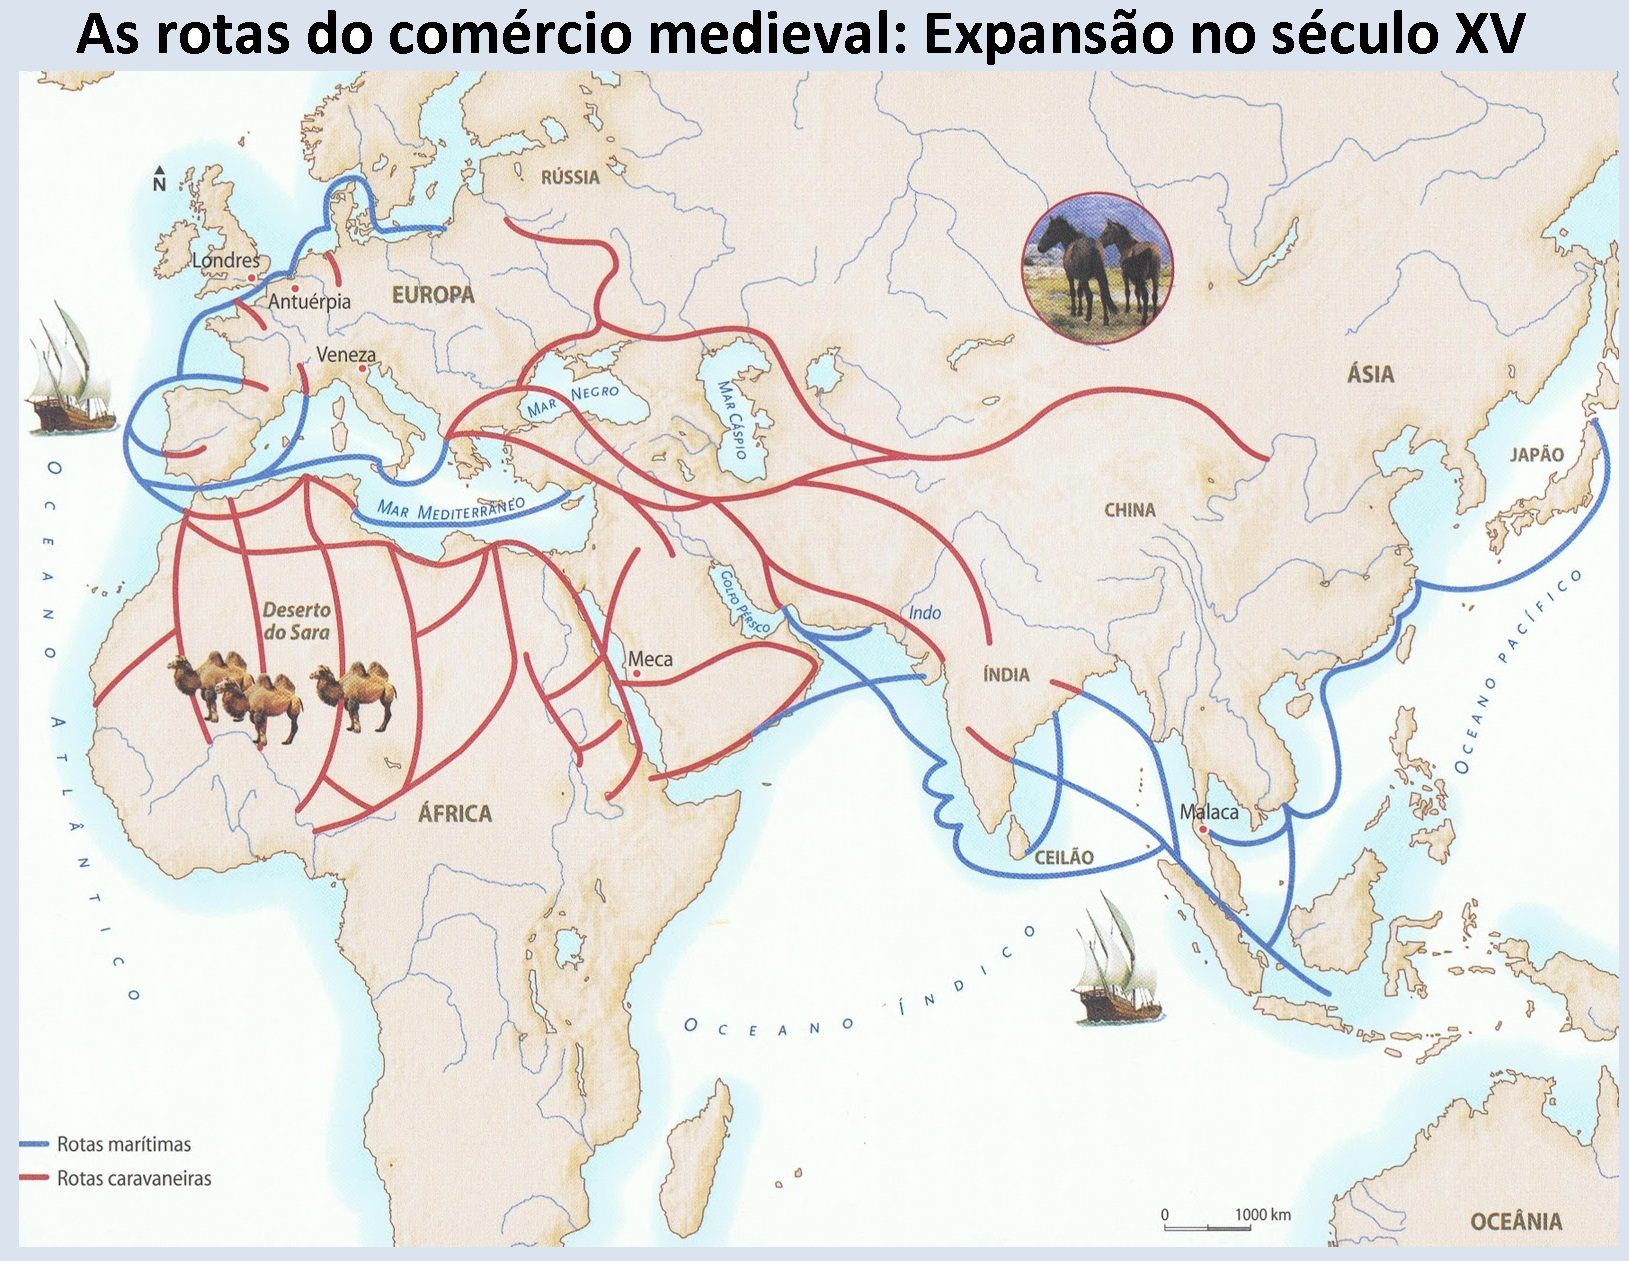 As rotas do comércio medieval: Expansão no século XV
N
RÚSSIA
Londres
Antuérpia
EUROPA
Veneza
ÁSIA
MAR NEGRO
MAR CÁSPIO
JAPÃO
OCEANO ATLÂNTICO
MAR MEDITERRÂNEO
CHINA
GOLFO PÉRSICO
Deserto
do Sara
Indo
OCEANO PACÍFICO
Meca
ÍNDIA
ÁFRICA
Malaca
CEILÃO
OCEANO ÍNDICO
Rotas marítimas
Rotas caravaneiras
0 1000 km
OCEÂNIA